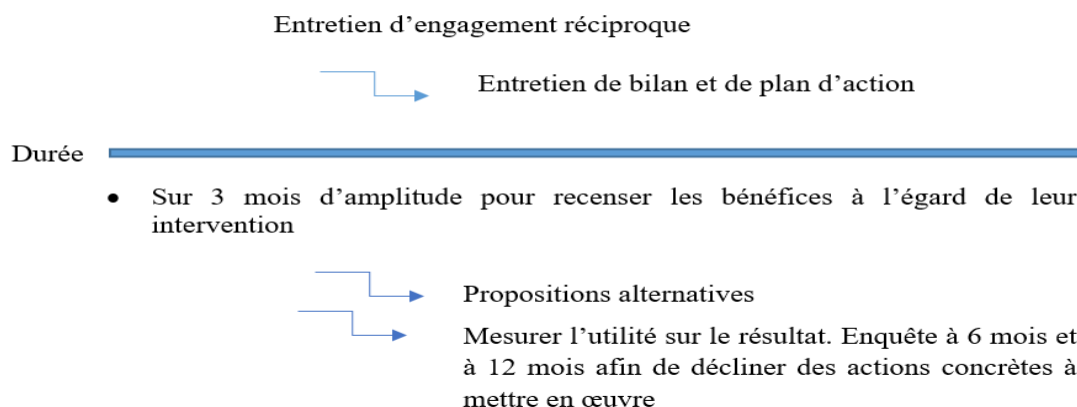 Entretien d’engagement réciproque
Entretien de bilan et de plan d’action
Durée
• Sur 3 mois d’amplitude pour recenser les bénéfices à l’égard de leur
intervention
Propositions alternatives
Mesurer l’utilité sur le résultat. Enquête à 6 mois et
à 12 mois afin de décliner des actions concrètes à
mettre en œuvre